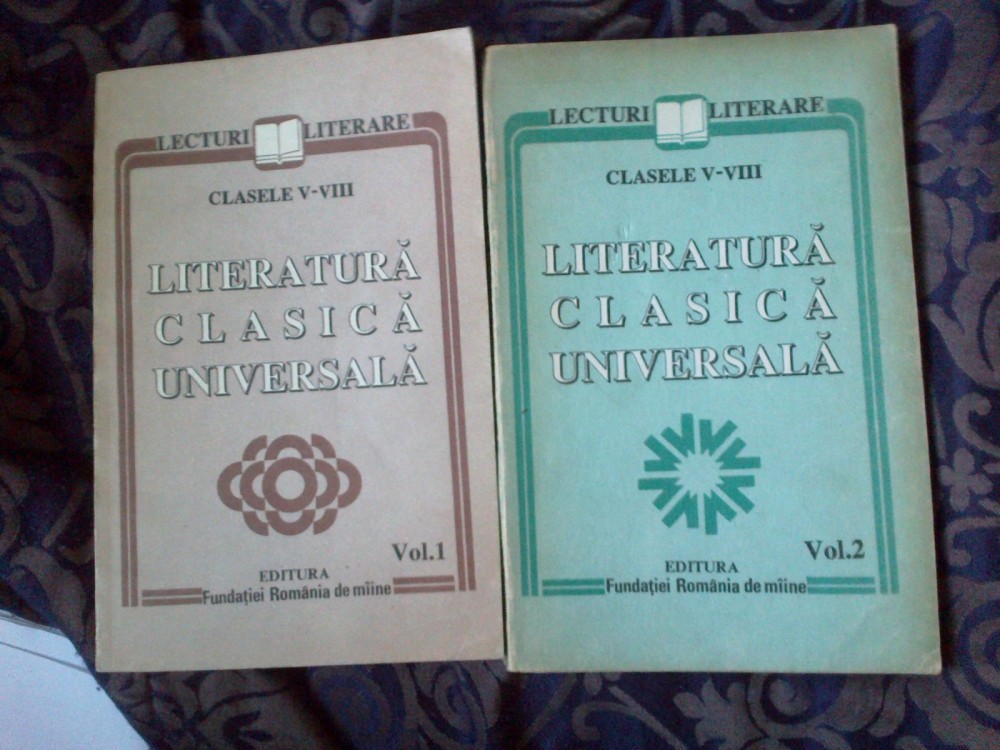 LECTURI LITERARE
CLASELE V-VIII
LITERATURĂ
CLASICĂ
UNIVERSALĂ
Vol.1
EDITURA
Fundației România de mîine
LECTURI LITERARE
CLASELE V-VIII
LITERATURĂ
CLASICĂ
UNIVERSALĂ
Vol.2
EDITURA
Fundației România de mîine